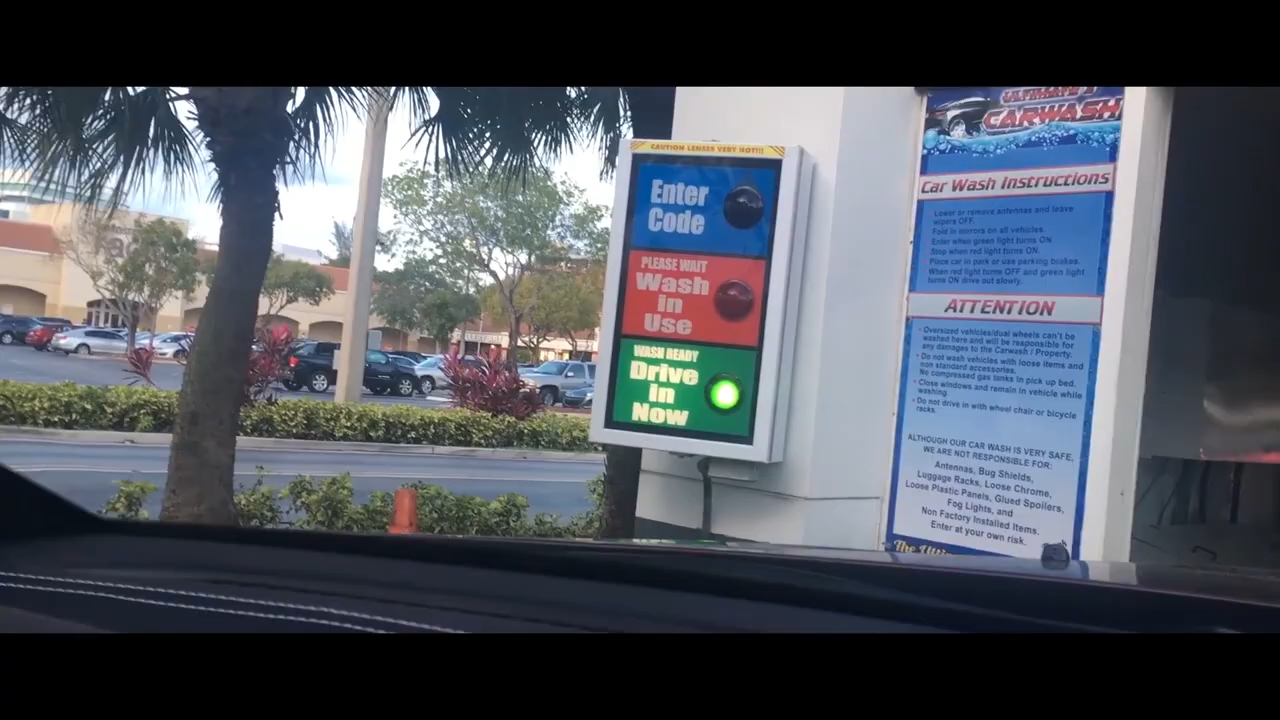 CAUTION LENSES VERY HOT!!!
Enter
Code
PLEASE WAIT
Wash
in
Use
WASH READY
Drive
in
Now
ULTIMATE
CARWASH
Car Wash Instructions
Lower or remove antennas and leave
wipers OFF.
Fold in mirrors on all vehicles.
Enter when green light turns ON
Stop when red light turns ON.
Place car in park or use parking brakes.
When red light turns OFF and green light
turns ON drive out slowly.
ATTENTION
• Oversized vehicles/dual wheels can't be
washed here and will be responsible for
any damages to the Carwash / Property.
• Do not wash vehicles with loose items and
non standard accessories.
No compressed gas tanks in pick up bed.
• Close windows and remain in vehicle while
washing.
• Do not drive in with wheel chair or bicycle
racks.
ALTHOUGH OUR CAR WASH IS VERY SAFE,
WE ARE NOT RESPONSIBLE FOR:
Antennas, Bug Shields,
Luggage Racks, Loose Chrome,
Loose Plastic Panels, Glued Spoilers,
Fog Lights, and
Non Factory Installed Items.
Enter at your own risk.
The